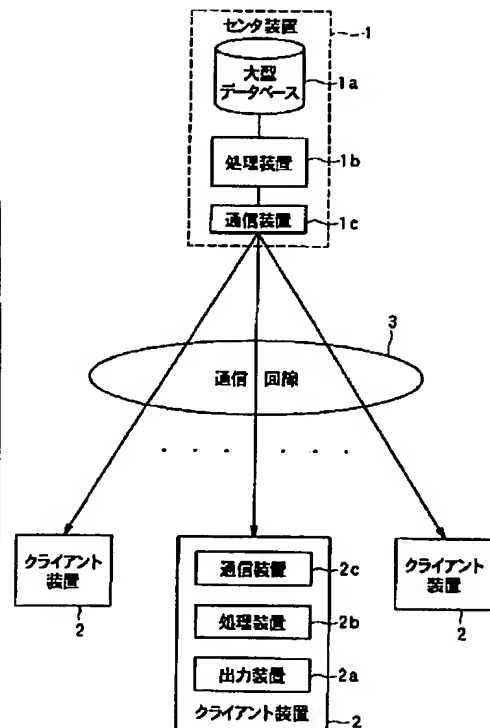 センタ装置
1
大型
データベース
1a
処理装置
1b
通信装置
1c
3
通信 回線
クライアント
装置
2
通信装置
2c
処理装置
2b
出力装置
2a
クライアント装置
2
クライアント
装置
2